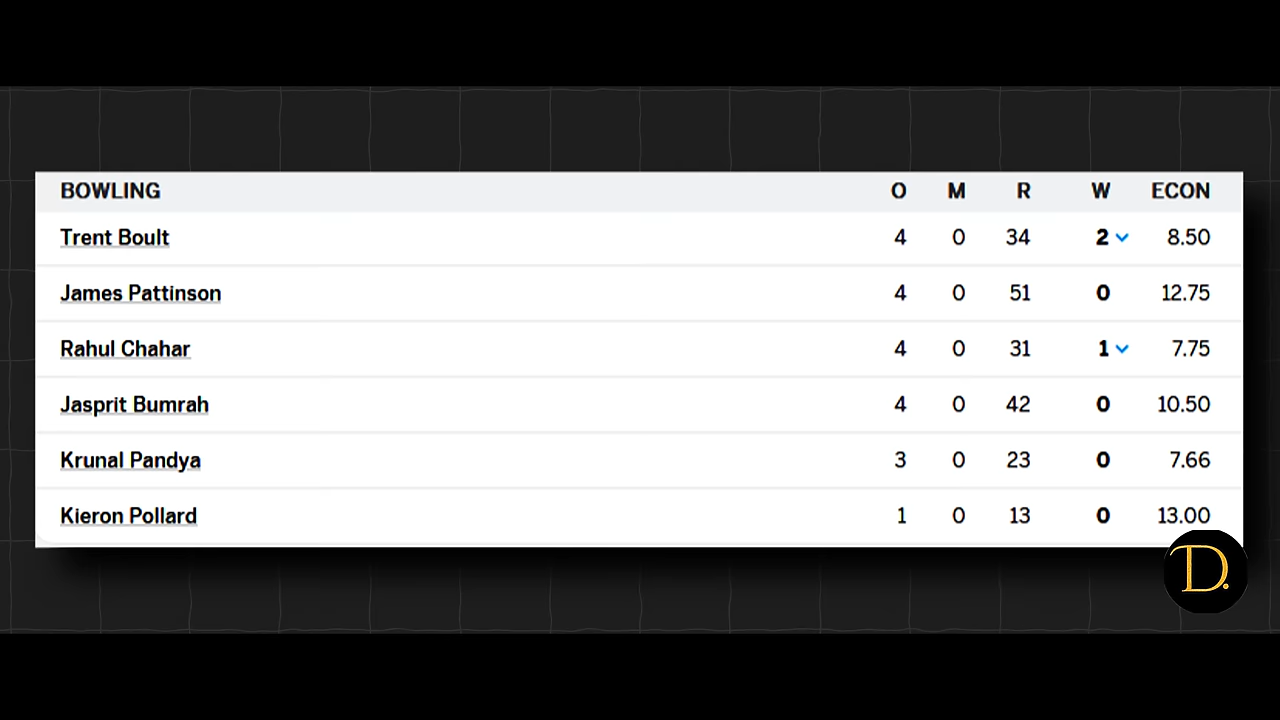 BOWLING O M R W ECON
Trent Boult 4 0 34 2 8.50
James Pattinson 4 0 51 0 12.75
Rahul Chahar 4 0 31 1 7.75
Jasprit Bumrah 4 0 42 0 10.50
Krunal Pandya 3 0 23 0 7.66
Kieron Pollard 1 0 13 0 13.00
D.